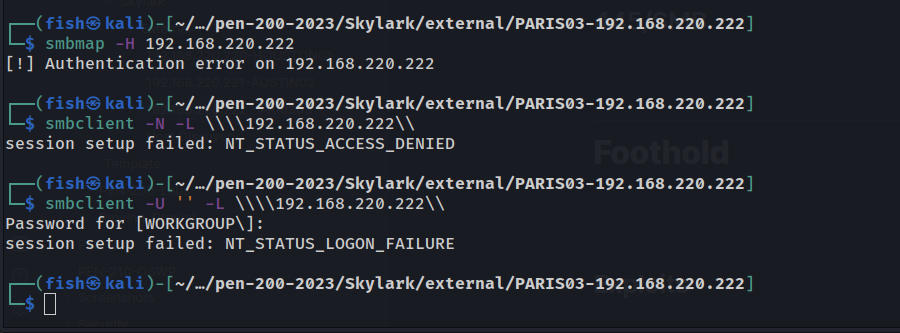 ┌──(fish㉿kali)-[~/…/pen-200-2023/Skylark/external/PARIS03-192.168.220.222]
└─$ smbmap -H 192.168.220.222
[!] Authentication error on 192.168.220.222
┌──(fish㉿kali)-[~/…/pen-200-2023/Skylark/external/PARIS03-192.168.220.222]
└─$ smbclient -N -L \\\\192.168.220.222\\
session setup failed: NT_STATUS_ACCESS_DENIED
Foothold
┌──(fish㉿kali)-[~/…/pen-200-2023/Skylark/external/PARIS03-192.168.220.222]
└─$ smbclient -U '' -L \\\\192.168.220.222\\
Password for [WORKGROUP\]:
session setup failed: NT_STATUS_LOGON_FAILURE
┌──(fish㉿kali)-[~/…/pen-200-2023/Skylark/external/PARIS03-192.168.220.222]
└─$